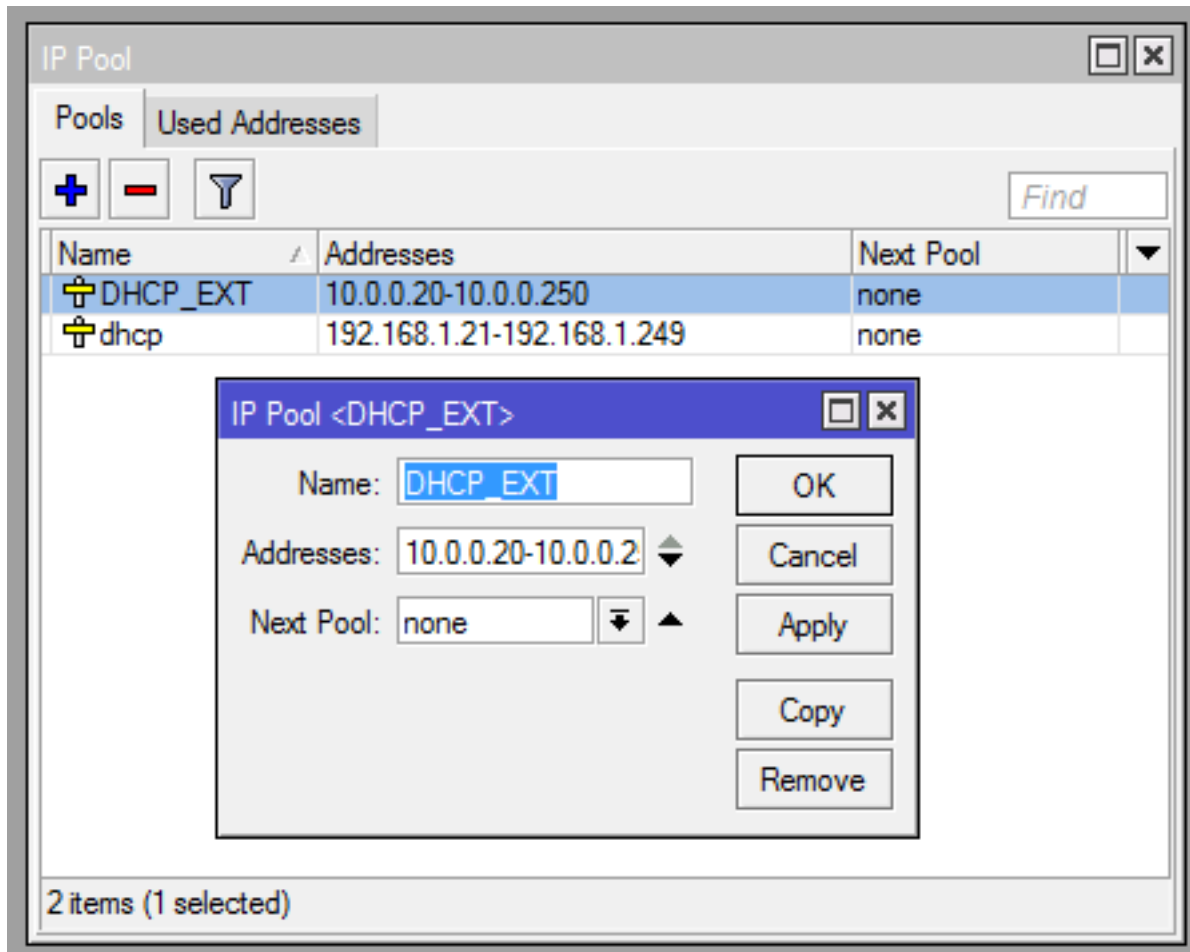 IP Pool
Pools Used Addresses
Find
Name Addresses Next Pool
DHCP_EXT 10.0.0.20-10.0.0.250 none
dhcp 192.168.1.21-192.168.1.249 none
IP Pool <DHCP_EXT>
Name: DHCP_EXT OK
Addresses: 10.0.0.20-10.0.0.2 Cancel
Next Pool: none Apply
Copy
Remove
2 items (1 selected)